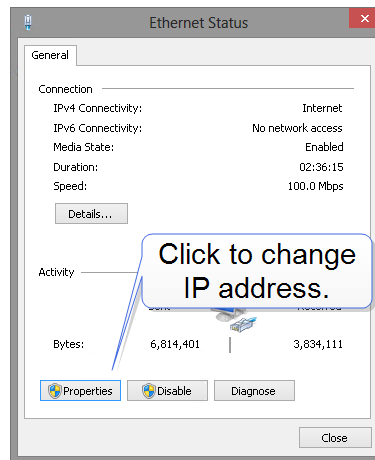 Ethernet Status
General
Connection
IPv4 Connectivity: Internet
IPv6 Connectivity: No network access
Media State: Enabled
Duration: 02:36:15
Speed: 100.0 Mbps
Details...
Click to change
IP address.
Activity
Bytes: 6,814,401 3,834,111
Properties Disable Diagnose
Close